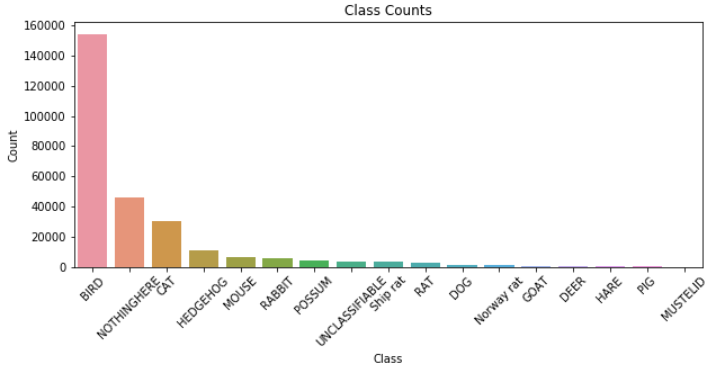 Class Counts
160000
140000
120000
100000
80000
60000
40000
20000
0
Count
BIRD
NOTHINGHERE
CAT
HEDGEHOG
MOUSE
RABBIT
POSSUM
UNCLASSIFIABLE
Ship rat
RAT
DOG
Norway rat
GOAT
DEER
HARE
PIG
MUSTELID
Class